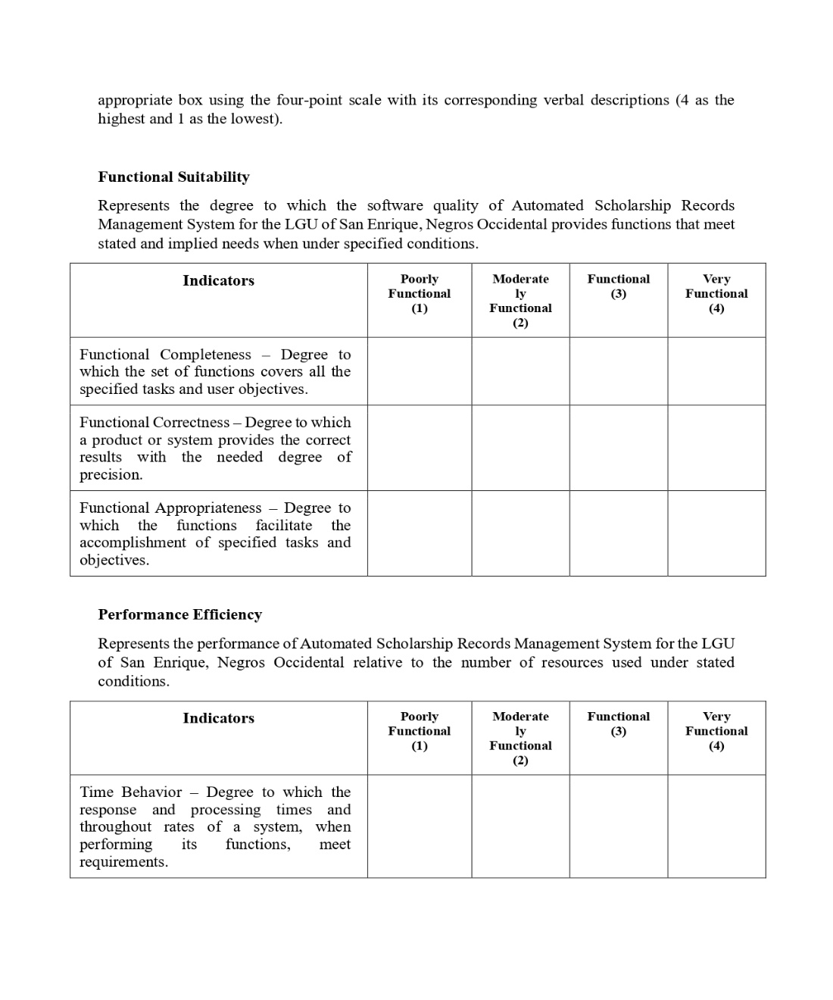 appropriate box using the four-point scale with its corresponding verbal descriptions (4 as the
highest and 1 as the lowest).
Functional Suitability
Represents the degree to which the software quality of Automated Scholarship Records
Management System for the LGU of San Enrique, Negros Occidental provides functions that meet
stated and implied needs when under specified conditions.
Indicators
Poorly
Functional
(1)
Moderate
ly
Functional
(2)
Functional
(3)
Very
Functional
(4)
Functional Completeness – Degree to
which the set of functions covers all the
specified tasks and user objectives.
Functional Correctness – Degree to which
a product or system provides the correct
results with the needed degree of
precision.
Functional Appropriateness – Degree to
which the functions facilitate the
accomplishment of specified tasks and
objectives.
Performance Efficiency
Represents the performance of Automated Scholarship Records Management System for the LGU
of San Enrique, Negros Occidental relative to the number of resources used under stated
conditions.
Indicators
Poorly
Functional
(1)
Moderate
ly
Functional
(2)
Functional
(3)
Very
Functional
(4)
Time Behavior – Degree to which the
response and processing times and
throughout rates of a system, when
performing its functions, meet
requirements.